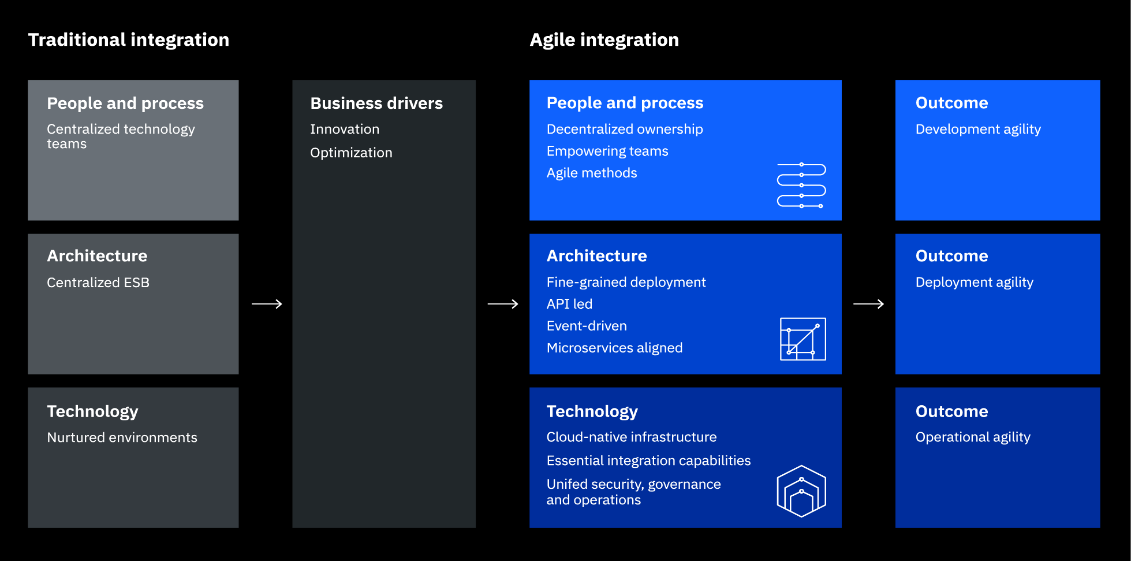 Traditional integration
Agile integration
People and process
Centralized technology
teams
Architecture
Centralized ESB
Technology
Nurtured environments
Business drivers
Innovation
Optimization
People and process
Decentralized ownership
Empowering teams
Agile methods
Architecture
Fine-grained deployment
API led
Event-driven
Microservices aligned
Technology
Cloud-native infrastructure
Essential integration capabilities
Unifed security, governance
and operations
Outcome
Development agility
Outcome
Deployment agility
Outcome
Operational agility